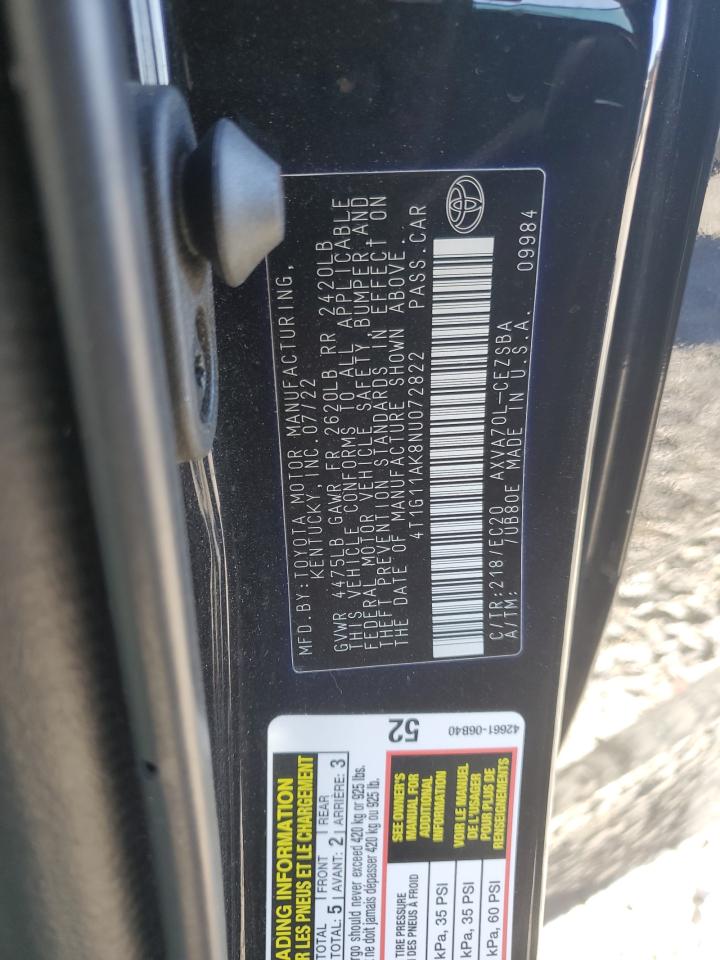 MFD.BY:TOYOTA MOTOR MANUFACTURING,
KENTUCKY, INC.07/22
GVWR 4475LB GAWR FR 2620LB RR 2420LB
THIS VEHICLE CONFORMS TO ALL APPLICABLE
FEDERAL MOTOR VEHICLE SAFETY, BUMPER, AND
THEFT PREVENTION STANDARDS IN EFFECT ON
THE DATE OF MANUFACTURE SHOWN ABOVE.
4T1G11AK8NU072822 PASS.CAR
C/TR:218/EC20 AXVA70L-CEZSBA
A/TM: /UB80E MADE IN U.S.A. 09984
ADING INFORMATION
R LES PNEUS ET LE CHARGEMENT
TOTAL | FRONT | REAR
TOTAL: 5 | AVANT: 2 | ARRIÈRE: 3
rgo should never exceed 420 kg or 925 lbs.
ne doit jamais dépasser 420 kg ou 925 lb.
TIRE PRESSURE
DES PNEUS À FROID
kPa, 35 PSI
kPa, 35 PSI
kPa, 60 PSI
SEE OWNER'S
MANUAL FOR
ADDITIONAL
INFORMATION
VOIR LE MANUEL
DE L'USAGER
POUR PLUS DE
RENSEIGNEMENTS
52
42661-06B40